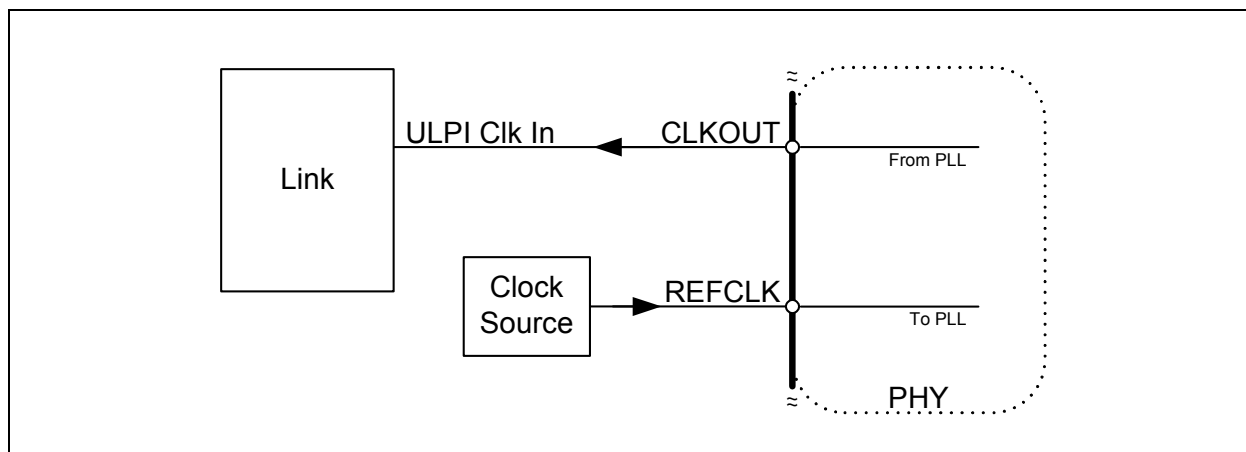 ULPI Clk In
CLKOUT
From PLL
Link
Clock
Source
REFCLK
To PLL
PHY